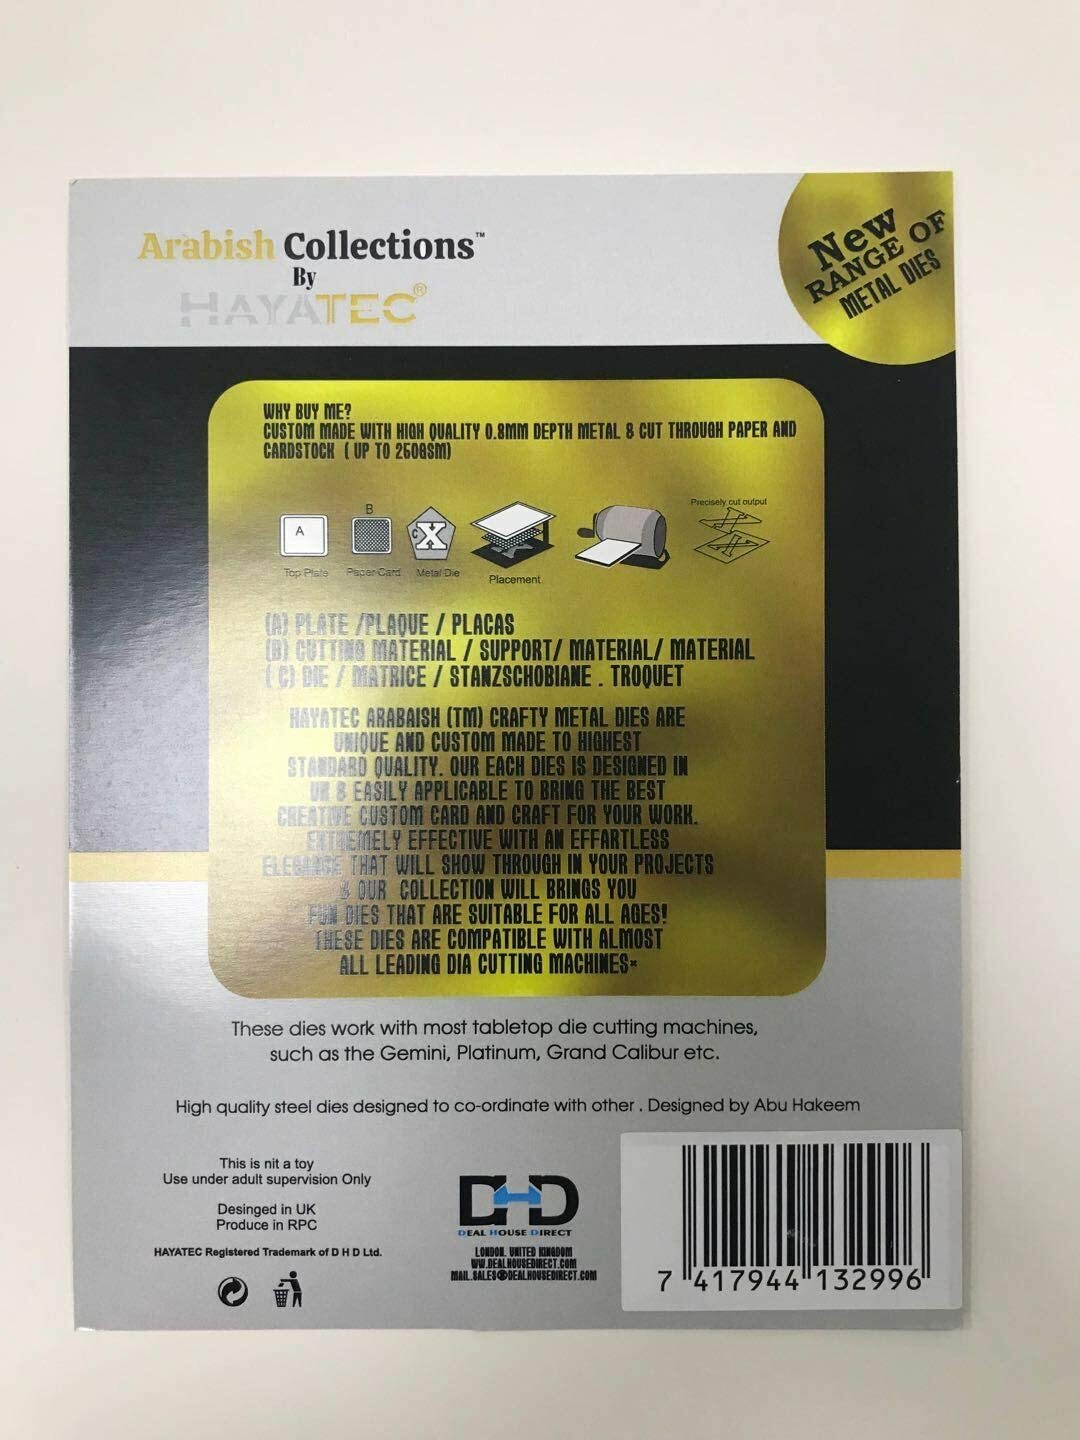 Arabish Collections™
By
HAYATEC®
New
RANGE OF
METAL DIES
WHY BUY ME?
CUSTOM MADE WITH HIGH QUALITY 0.8MM DEPTH METAL & CUT THROUGH PAPER AND
CARDSTOCK ( UP TO 250GSM)
A
Top Plate
B
Paper-Card
C
Metal Die
Placement
Precisely cut output
(A) PLATE /PLAQUE / PLACAS
(B) CUTTING MATERIAL / SUPPORT/ MATERIAL/ MATERIAL
( C) DIE / MATRICE / STANZSCHOBIANE . TROQUET
HAYATEC ARABAISH (TM) CRAFTY METAL DIES ARE
UNIQUE AND CUSTOM MADE TO HIGHEST
STANDARD QUALITY. OUR EACH DIES IS DESIGNED IN
UK & EASILY APPLICABLE TO BRING THE BEST
CREATIVE CUSTOM CARD AND CRAFT FOR YOUR WORK.
EXTREMELY EFFECTIVE WITH AN EFFARTLESS
ELEGANSE THAT WILL SHOW THROUGH IN YOUR PROJECTS
& OUR COLLECTION WILL BRINGS YOU
FUN DIES THAT ARE SUITABLE FOR ALL AGES!
THESE DIES ARE COMPATIBLE WITH ALMOST
ALL LEADING DIA CUTTING MACHINES*
These dies work with most tabletop die cutting machines,
such as the Gemini, Platinum, Grand Calibur etc.
High quality steel dies designed to co-ordinate with other . Designed by Abu Hakeem
This is nit a toy
Use under adult supervision Only
Desinged in UK
Produce in RPC
HAYATEC Registered Trademark of D H D Ltd.
DHD
DEAL HOUSE DIRECT
LONDON. UNITED KINGDOM
WW.DEALHOUSEDIRECT.COM
MAIL.SALES@DEALHOUSEDIRECT.COM
7 417944 132996